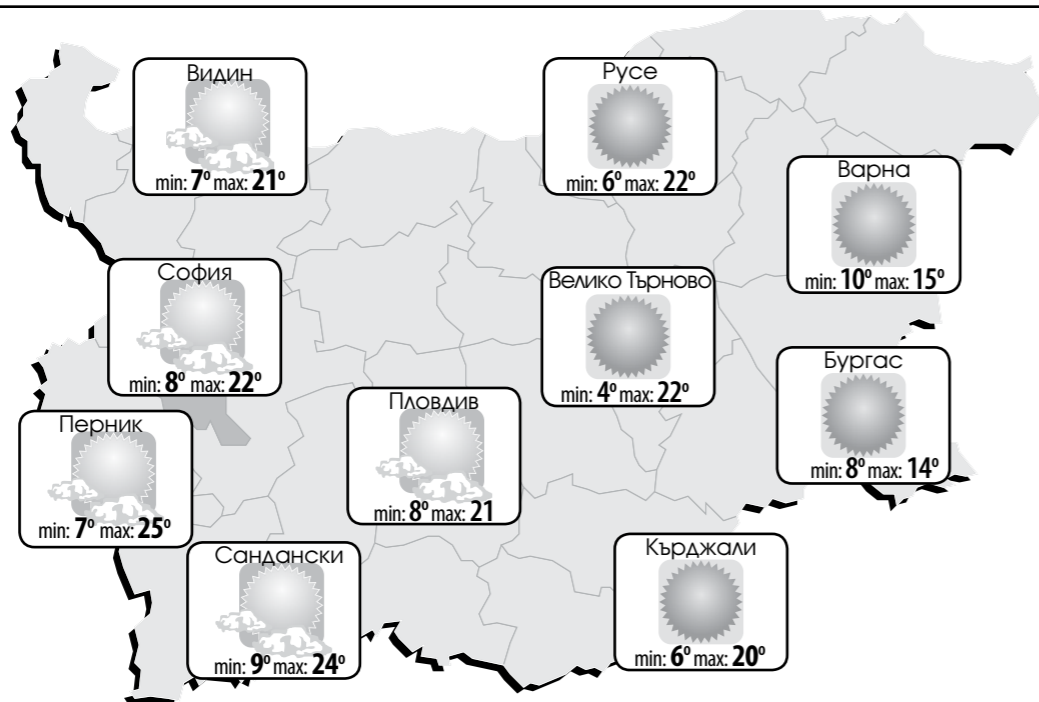 Видин
min: 7° max: 21°
Русе
min: 6° max: 22°
Варна
min: 10° max: 15°
София
min: 8° max: 22°
Велико Търново
min: 4° max: 22°
Бургас
min: 8° max: 14°
Пловдив
min: 8° max: 21
Перник
min: 7° max: 25°
Сандански
min: 9° max: 24°
Кърджали
min: 6° max: 20°